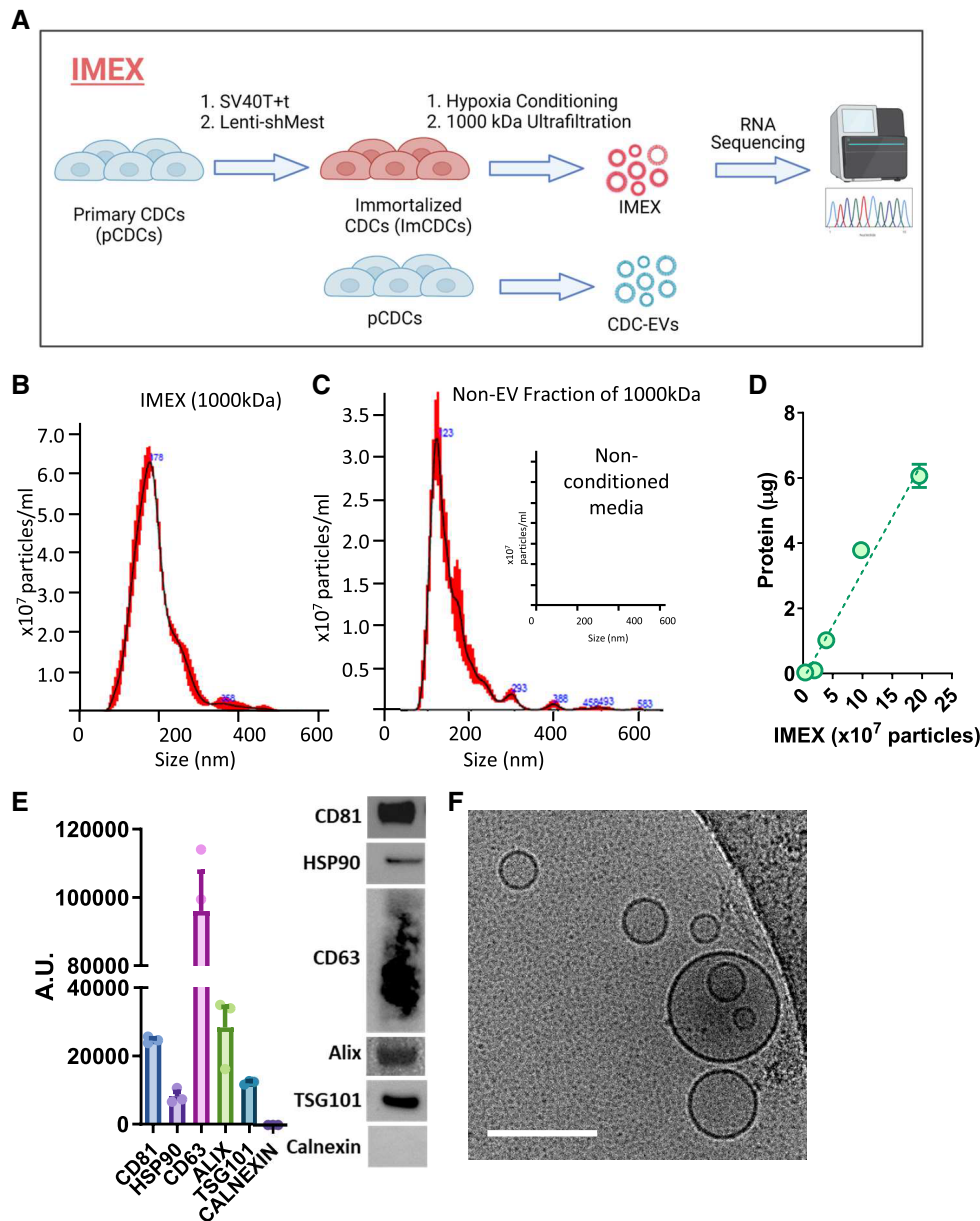 A
IMEX
1. SV40T+t
2. Lenti-shMest
1. Hypoxia Conditioning
2. 1000 kDa Ultrafiltration
RNA
Sequencing
Primary CDCs
(pCDCs)
Immortalized
CDCs (ImCDCs)
IMEX
pCDCs
CDC-EVs
B
IMEX (1000kDa)
x10⁷ particles/ml
7.0
6.0
5.0
4.0
3.0
2.0
1.0
178
0
200
400
600
Size (nm)
C
Non-EV Fraction of 1000kDa
x10⁷ particles/ml
3.5
3.0
2.5
2.0
1.5
1.0
0.5
123
293
388
493
583
0
200
400
600
Size (nm)
Non-
conditioned
media
x10⁷
particles/ml
0
200
400
600
Size (nm)
D
Protein (µg)
8
6
4
2
0
0
5
10
15
20
25
IMEX (x10⁷ particles)
E
A.U.
120000
100000
80000
40000
20000
0
CD81
HSP90
CD63
ALIX
TSG101
CALNEXIN
CD81
HSP90
CD63
Alix
TSG101
Calnexin
F